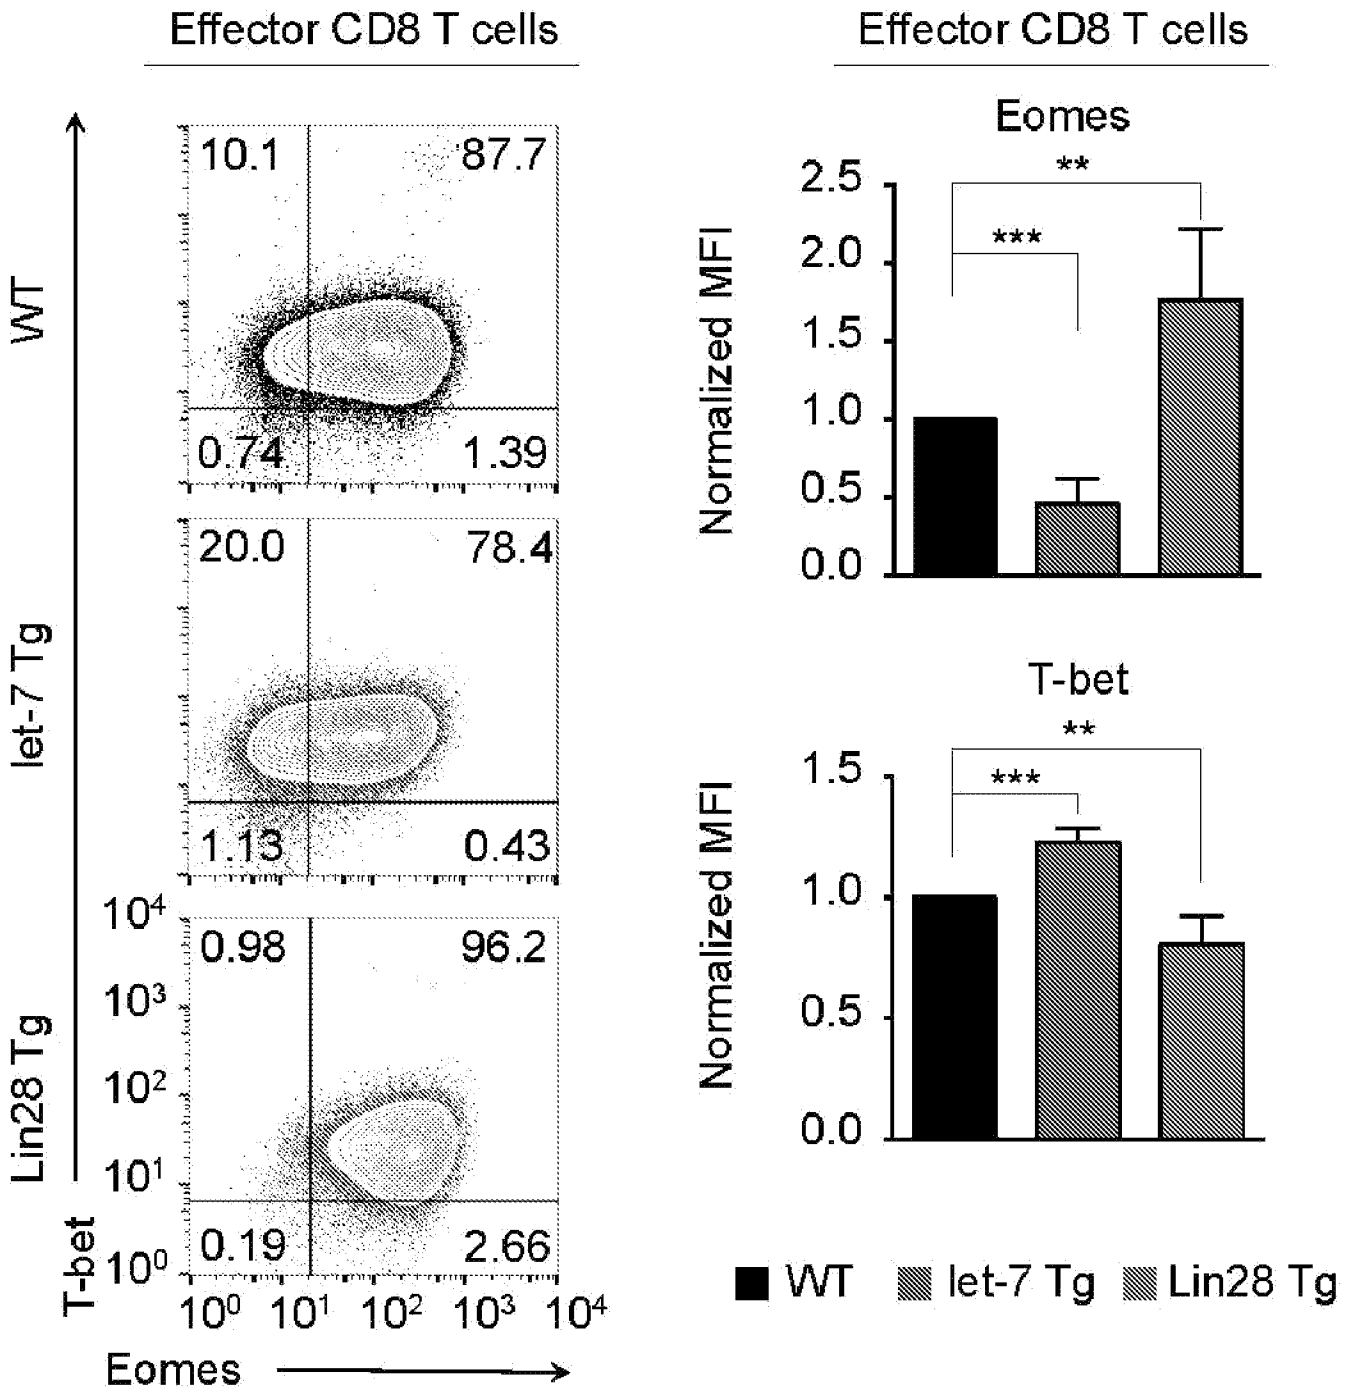 Effector CD8 T cells
WT
10.1 87.7
0.74 1.39
let-7 Tg
20.0 78.4
1.13 0.43
Lin28 Tg
0.98 96.2
0.19 2.66
T-bet
10⁴
10³
10²
10¹
10⁰
10⁰ 10¹ 10² 10³ 10⁴
Eomes
Effector CD8 T cells
Eomes
**
***
Normalized MFI
2.5
2.0
1.5
1.0
0.5
0.0
T-bet
**
***
Normalized MFI
1.5
1.0
0.5
0.0
WT let-7 Tg Lin28 Tg